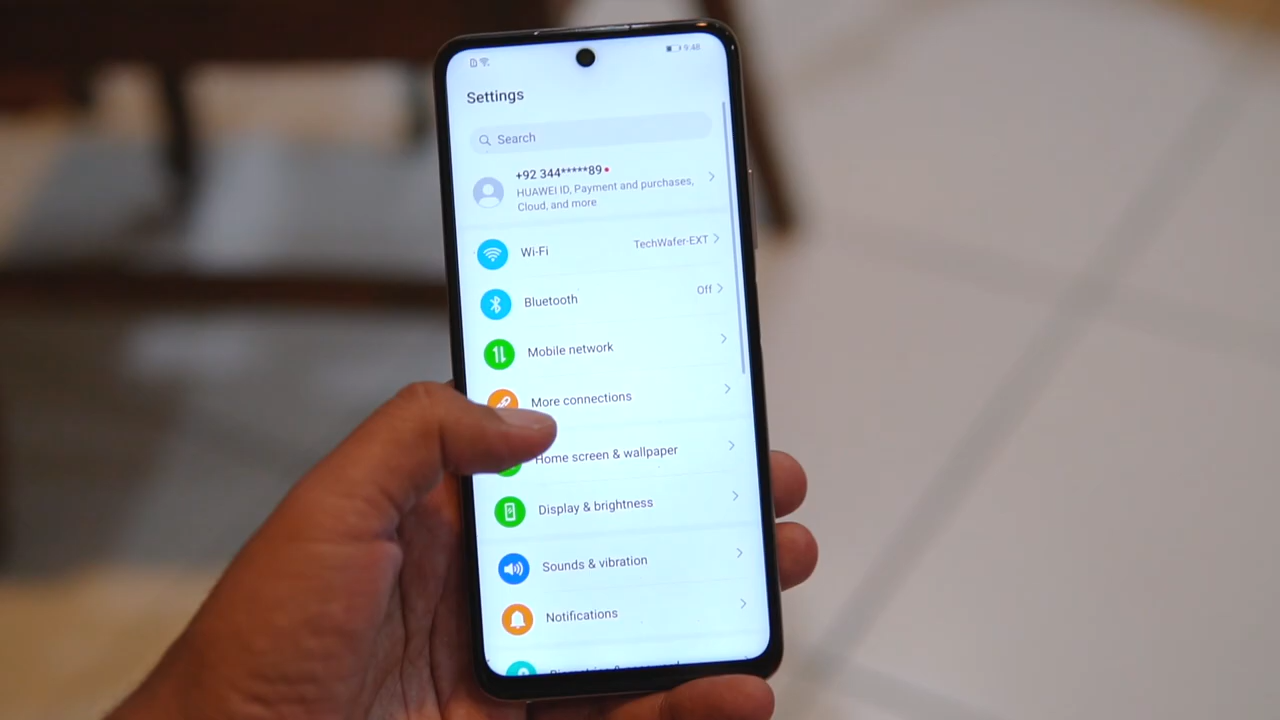 9:48
Settings
Search
+92 344*****89
HUAWEI ID, Payment and purchases,
Cloud, and more
Wi-Fi TechWafer-EXT
Bluetooth Off
Mobile network
More connections
Home screen & wallpaper
Display & brightness
Sounds & vibration
Notifications